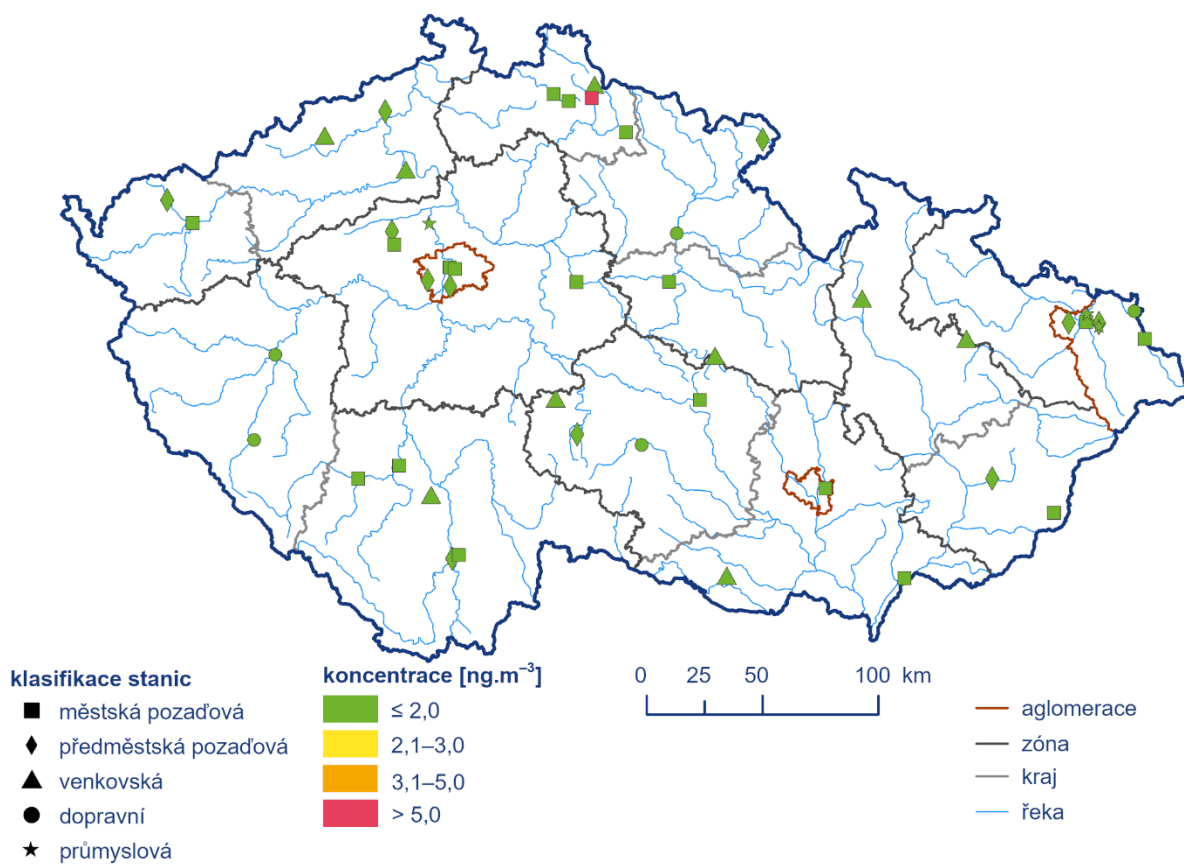 klasifikace stanic
městská pozaďová
předměstská pozaďová
venkovská
dopravní
průmyslová
koncentrace [ng.m⁻³]
≤ 2,0
2,1–3,0
3,1–5,0
> 5,0
0 25 50 100 km
aglomerace
zóna
kraj
řeka